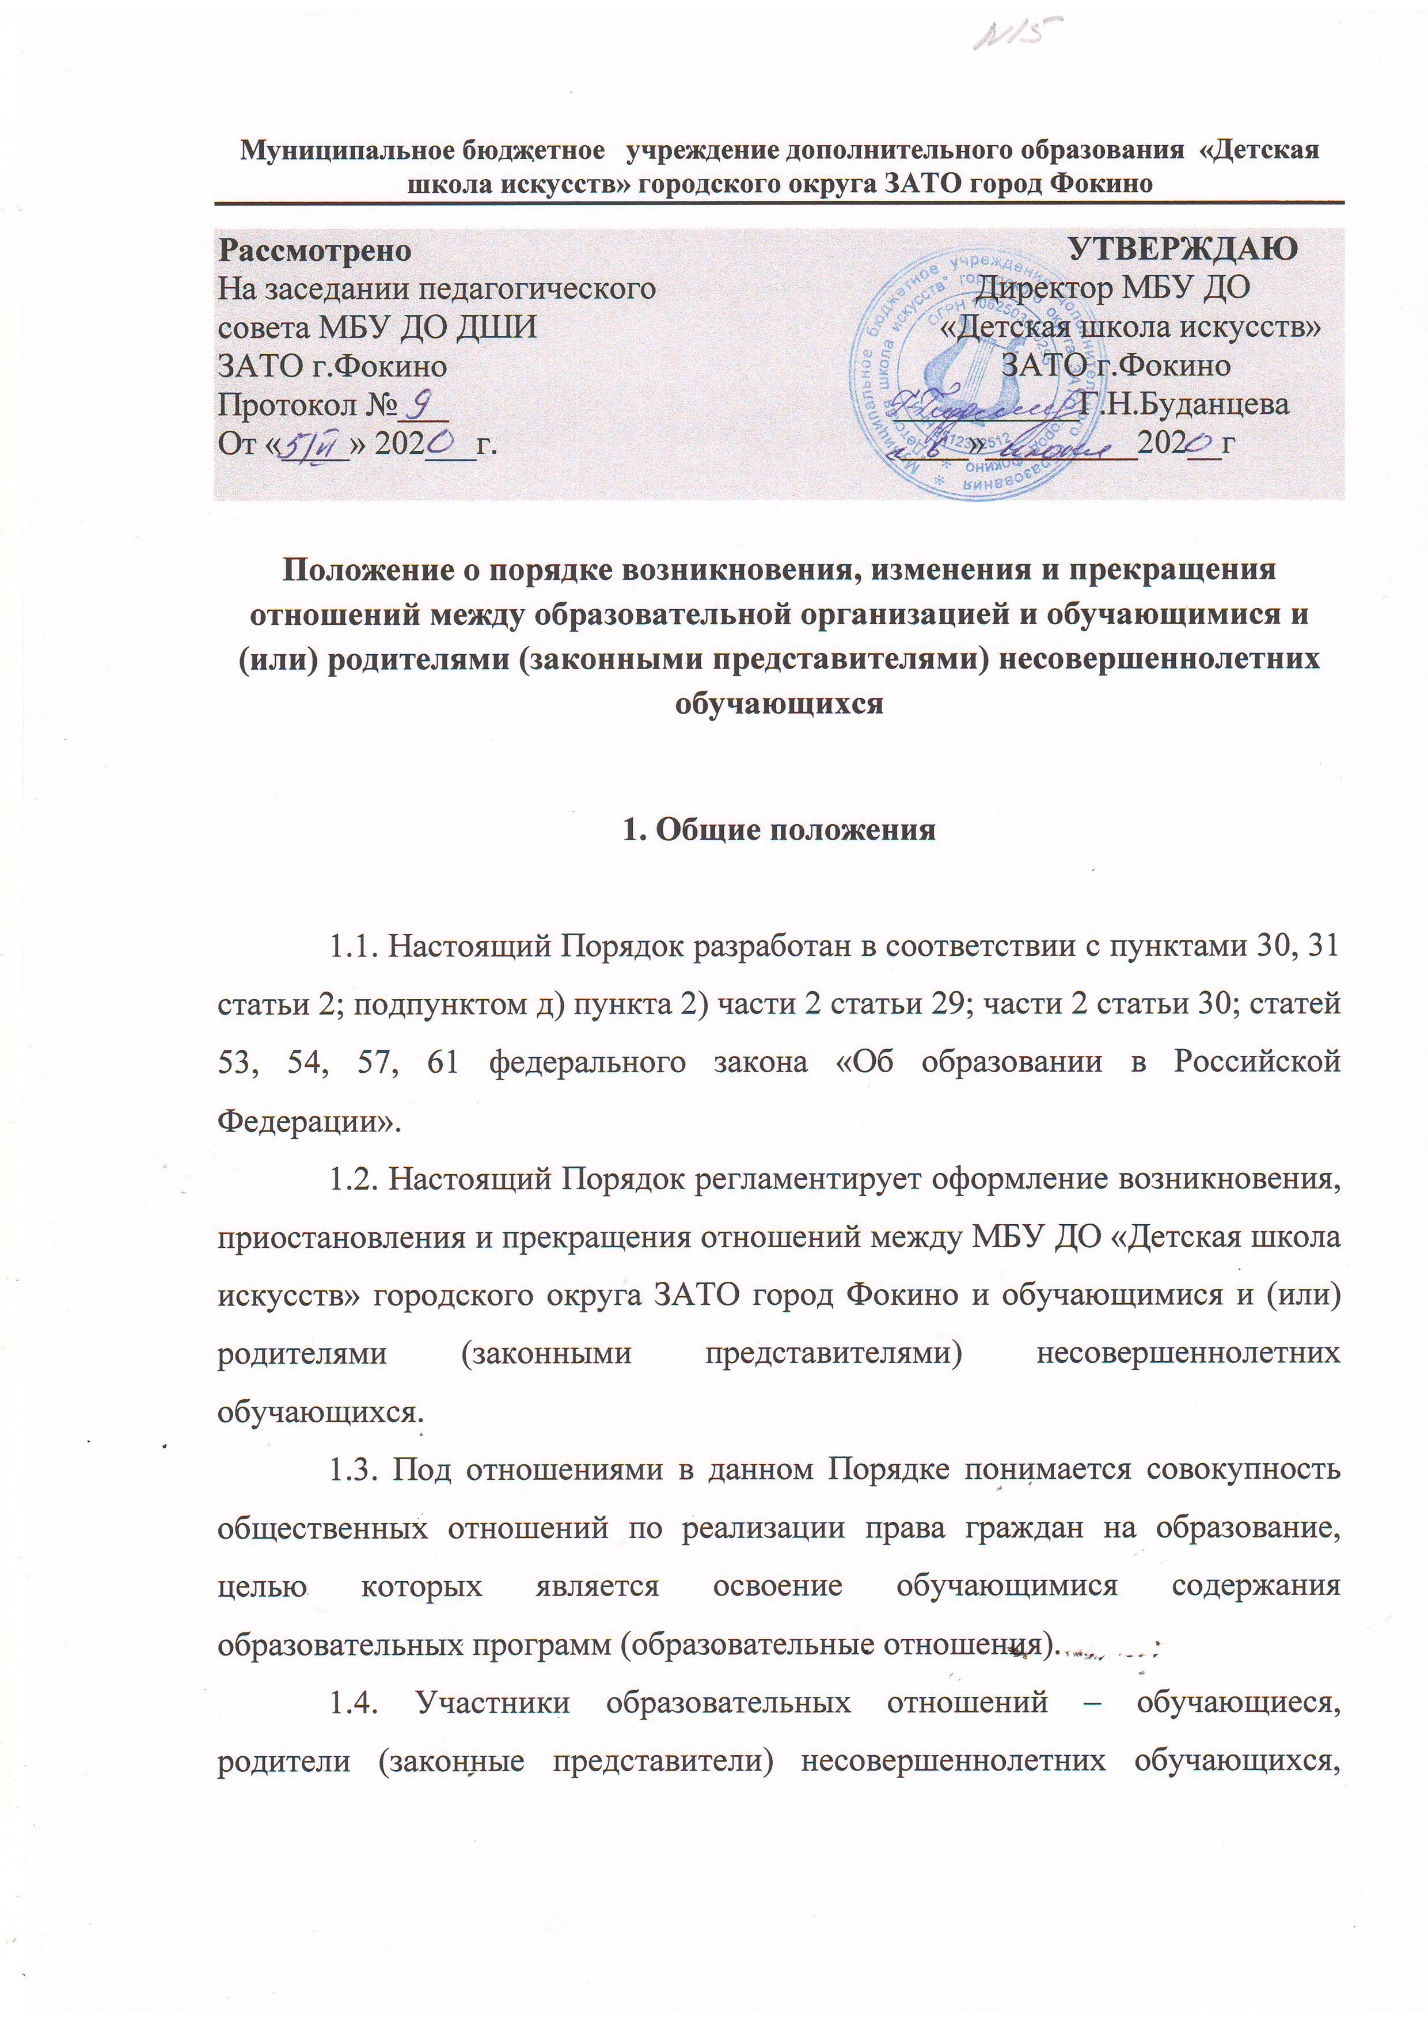 N15
Муниципальное бюджетное учреждение дополнительного образования «Детская
школа искусств» городского округа ЗАТО город Фокино
Рассмотрено УТВЕРЖДАЮ
На заседании педагогического Директор МБУ ДО
совета МБУ ДО ДШИ «Детская школа искусств»
ЗАТО г.Фокино ЗАТО г.Фокино
Протокол № 9 Г.Н.Буданцева
От «5/VI» 2020 г. 2020 г
Положение о порядке возникновения, изменения и прекращения
отношений между образовательной организацией и обучающимися и
(или) родителями (законными представителями) несовершеннолетних
обучающихся
1. Общие положения
1.1. Настоящий Порядок разработан в соответствии с пунктами 30, 31
статьи 2; подпунктом д) пункта 2) части 2 статьи 29; части 2 статьи 30; статей
53, 54, 57, 61 федерального закона «Об образовании в Российской
Федерации».
1.2. Настоящий Порядок регламентирует оформление возникновения,
приостановления и прекращения отношений между МБУ ДО «Детская школа
искусств» городского округа ЗАТО город Фокино и обучающимися и (или)
родителями (законными представителями) несовершеннолетних
обучающихся.
1.3. Под отношениями в данном Порядке понимается совокупность
общественных отношений по реализации права граждан на образование,
целью которых является освоение обучающимися содержания
образовательных программ (образовательные отношения).
1.4. Участники образовательных отношений – обучающиеся,
родители (законные представители) несовершеннолетних обучающихся,